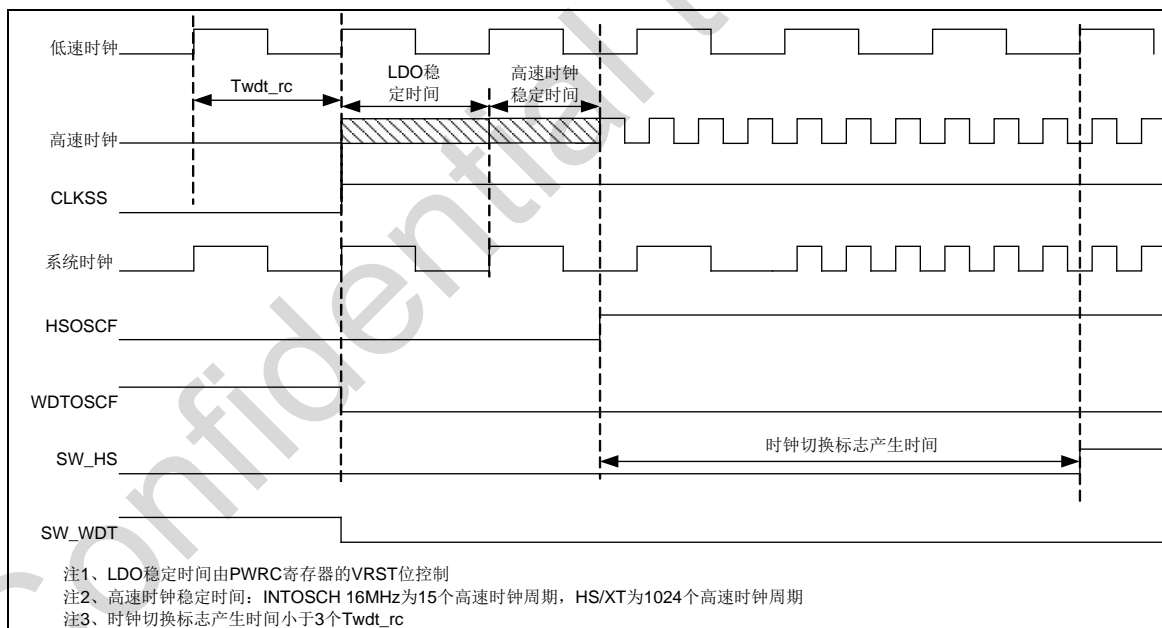 低速时钟
Twdt_rc
LDO稳
定时间
高速时钟
稳定时间
高速时钟
CLKSS
系统时钟
HSOSCF
WDTOSCF
SW_HS
时钟切换标志产生时间
SW_WDT
注1、LDO稳定时间由PWRC寄存器的VRST位控制
注2、高速时钟稳定时间：INTOSCH 16MHz为15个高速时钟周期，HS/XT为1024个高速时钟周期
注3、时钟切换标志产生时间小于3个Twdt_rc
Confidential